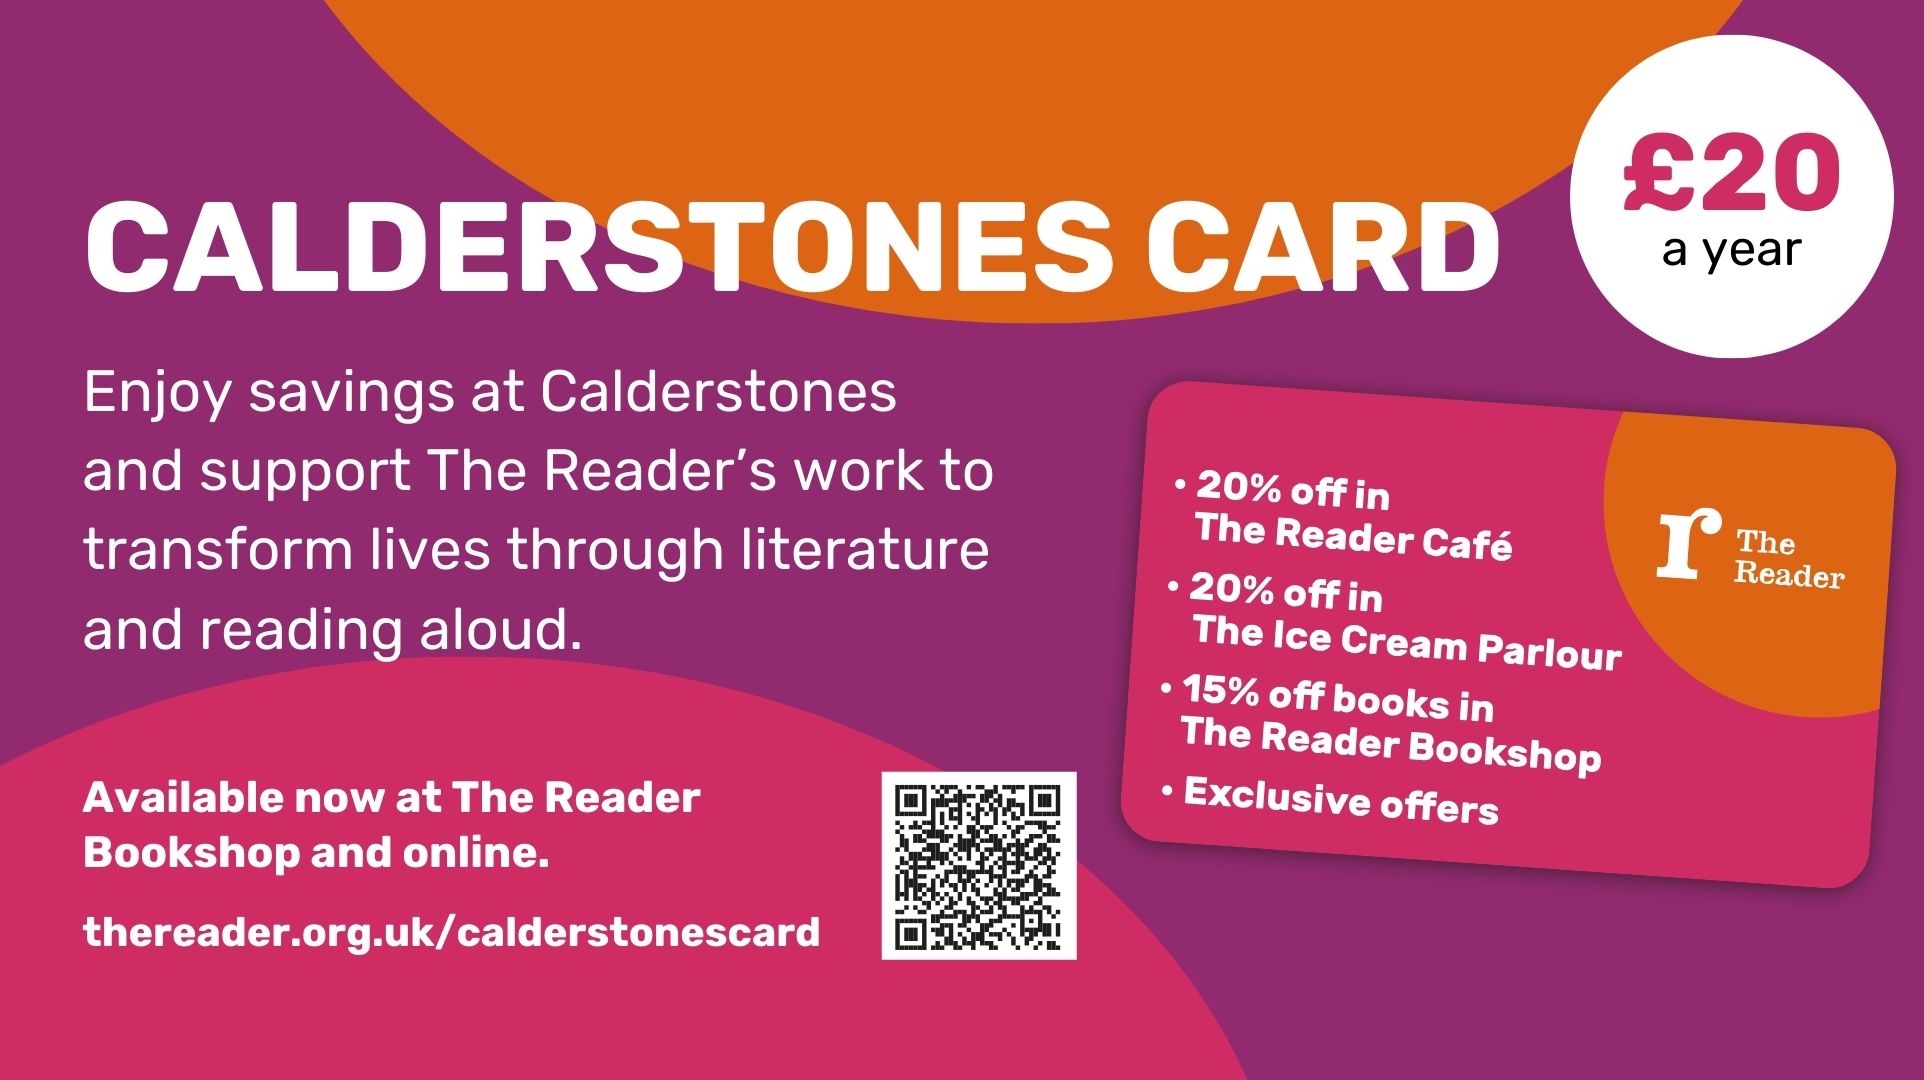 CALDERSTONES CARD
£20
a year
Enjoy savings at Calderstones
and support The Reader’s work to
transform lives through literature
and reading aloud.
Available now at The Reader
Bookshop and online.
thereader.org.uk/calderstonescard
• 20% off in
The Reader Café
• 20% off in
The Ice Cream Parlour
• 15% off books in
The Reader Bookshop
• Exclusive offers
r The
Reader